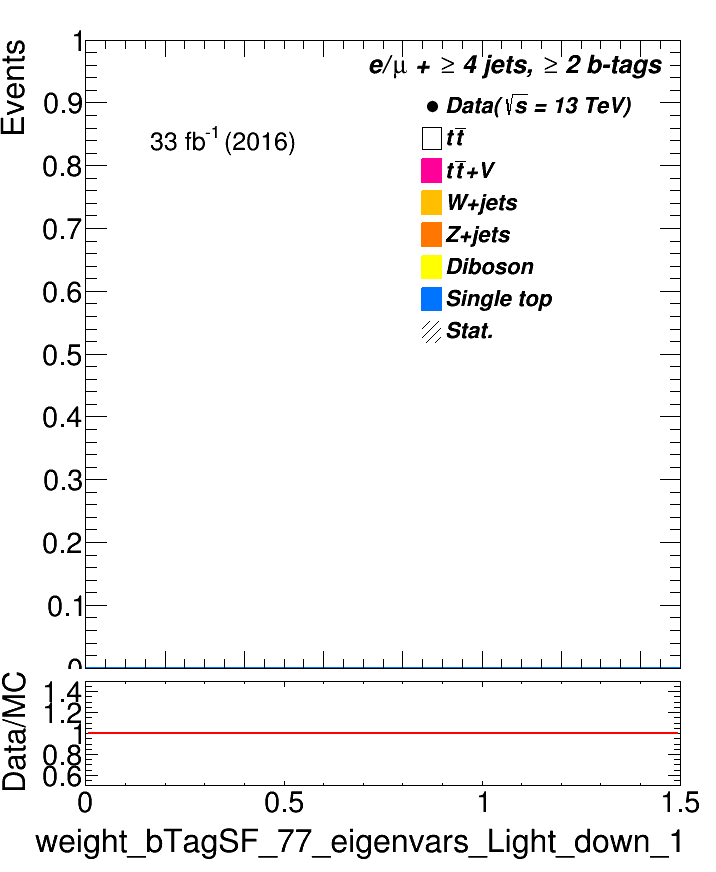 Events
1
0.9
0.8
0.7
0.6
0.5
0.4
0.3
0.2
0.1
0
e/μ + ≥ 4 jets, ≥ 2 b-tags
33 fb⁻¹ (2016)
Data(√s = 13 TeV)
tt̅
tt̅+V
W+jets
Z+jets
Diboson
Single top
Stat.
Data/MC
1.4
1.2
1
0.8
0.6
0 0.5 1 1.5
weight_bTagSF_77_eigenvars_Light_down_1